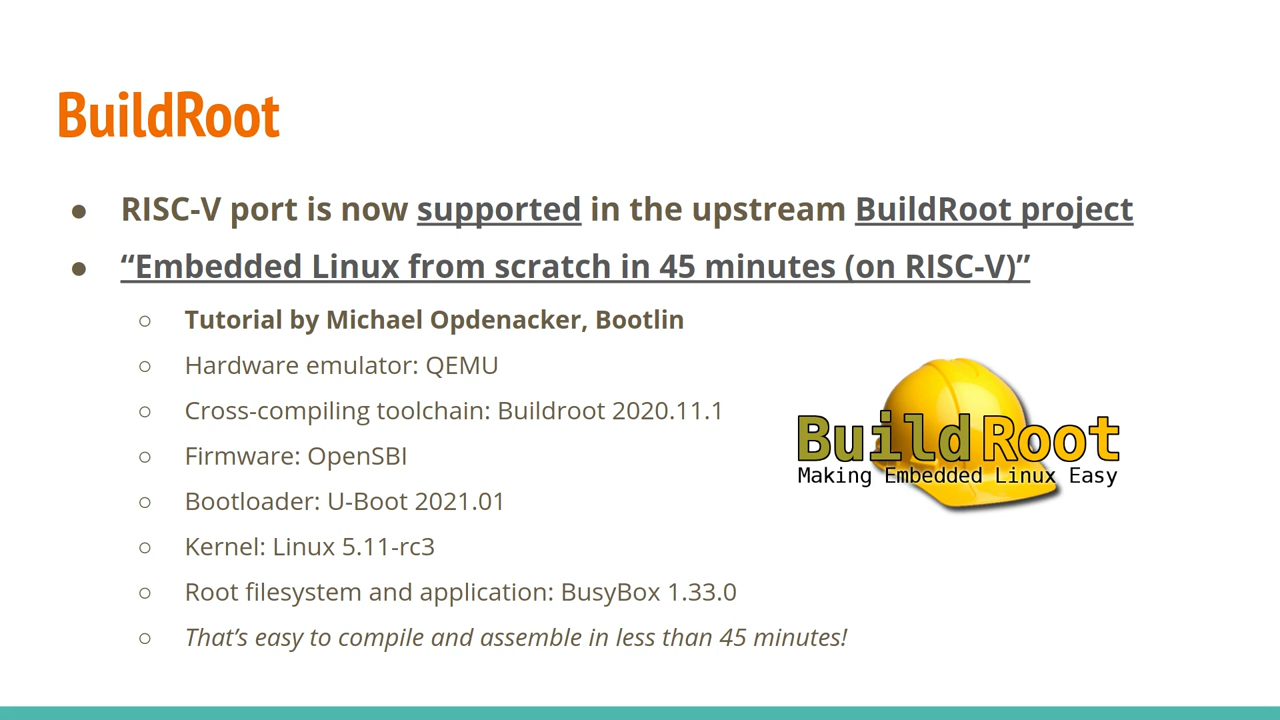 BuildRoot
● RISC-V port is now supported in the upstream BuildRoot project
● “Embedded Linux from scratch in 45 minutes (on RISC-V)”
○ Tutorial by Michael Opdenacker, Bootlin
○ Hardware emulator: QEMU
○ Cross-compiling toolchain: Buildroot 2020.11.1
○ Firmware: OpenSBI
○ Bootloader: U-Boot 2021.01
○ Kernel: Linux 5.11-rc3
○ Root filesystem and application: BusyBox 1.33.0
○ That’s easy to compile and assemble in less than 45 minutes!
BuildRoot
Making Embedded Linux Easy